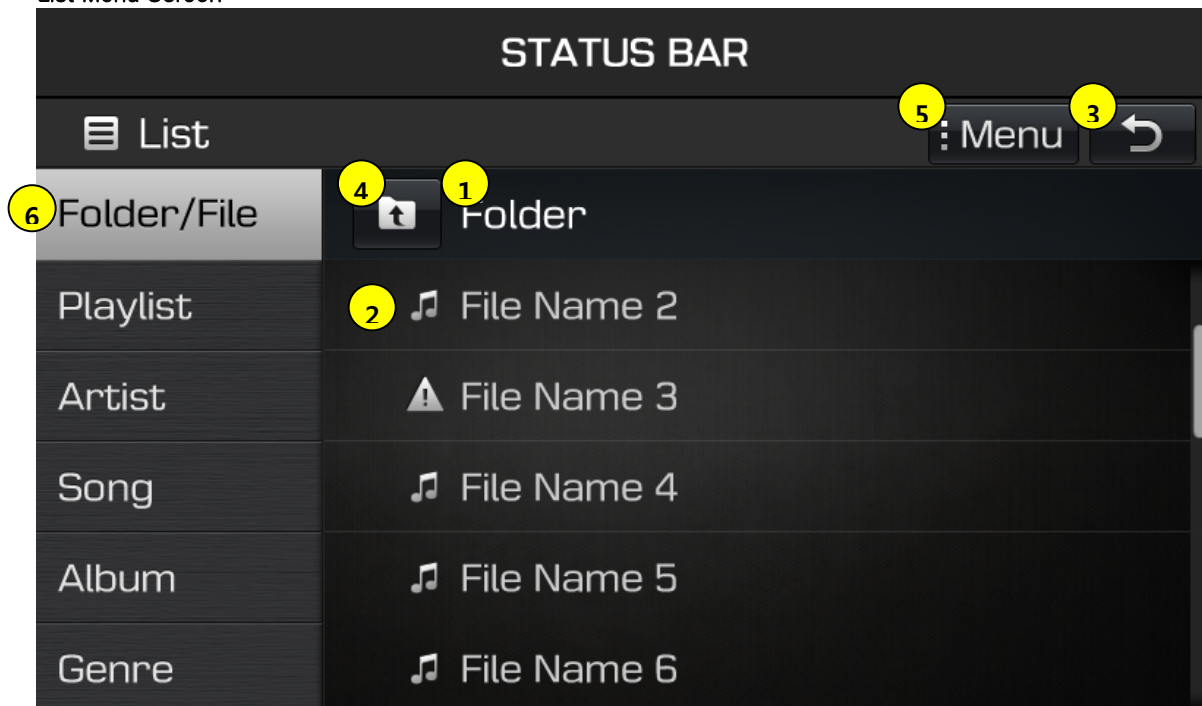 List Menu Screen
STATUS BAR
List
5
Menu
3
6
Folder/File
4
1
Folder
Playlist
2
File Name 2
Artist
File Name 3
Song
File Name 4
Album
File Name 5
Genre
File Name 6